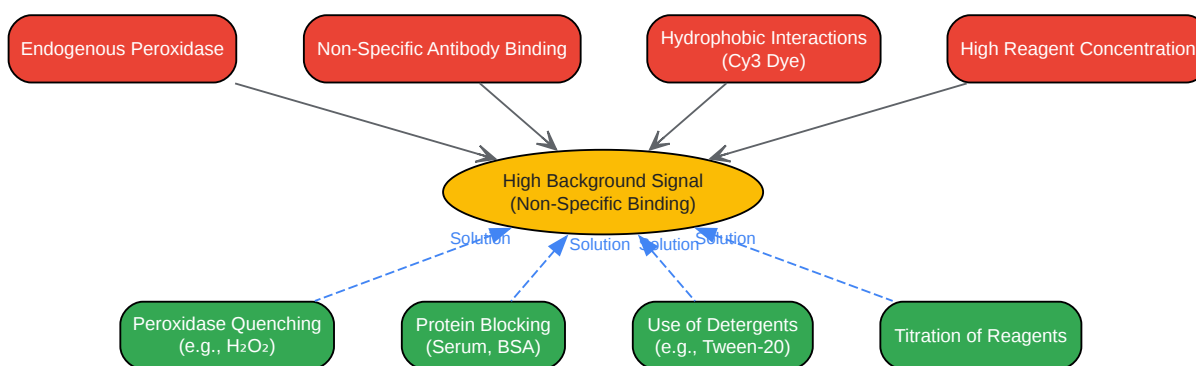 Endogenous Peroxidase
Non-Specific Antibody Binding
Hydrophobic Interactions
(Cy3 Dye)
High Reagent Concentration
High Background Signal
(Non-Specific Binding)
Solution
Solution
Solution
Solution
Peroxidase Quenching
(e.g., H₂O₂)
Protein Blocking
(Serum, BSA)
Use of Detergents
(e.g., Tween-20)
Titration of Reagents